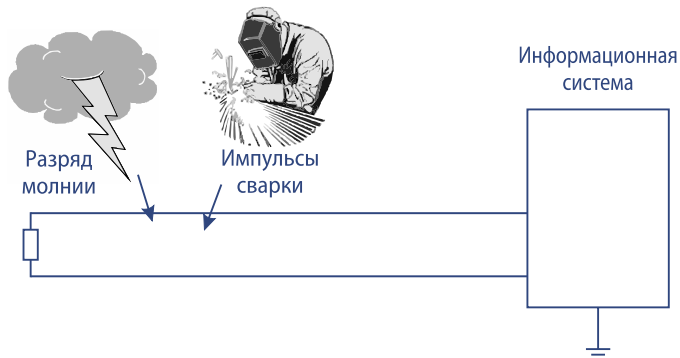 Информационная
система
Разряд
молнии
Импульсы
сварки